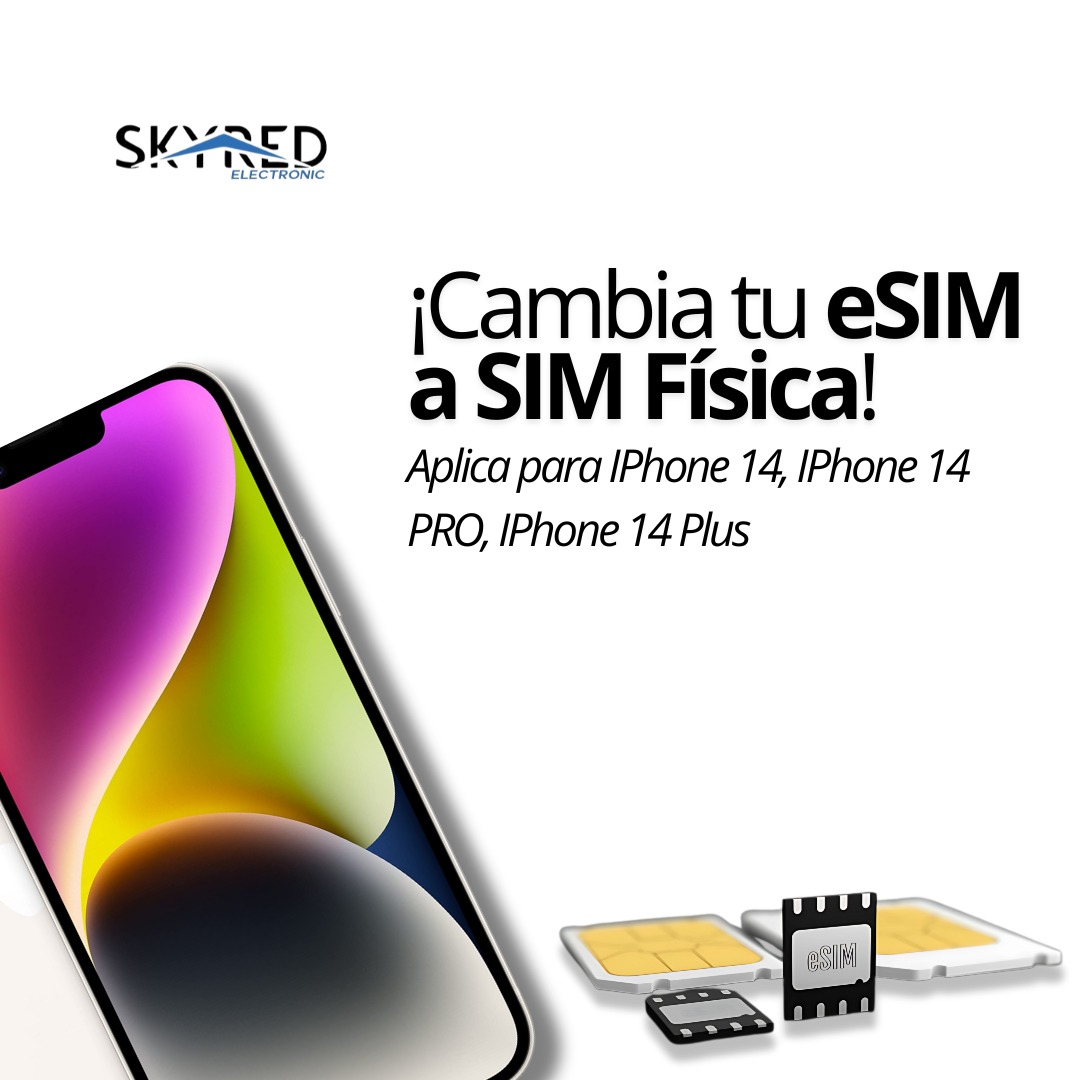 SKYRED
ELECTRONIC
¡Cambia tu eSIM
a SIM Física!
Aplica para IPhone 14, IPhone 14
PRO, IPhone 14 Plus
eSIM